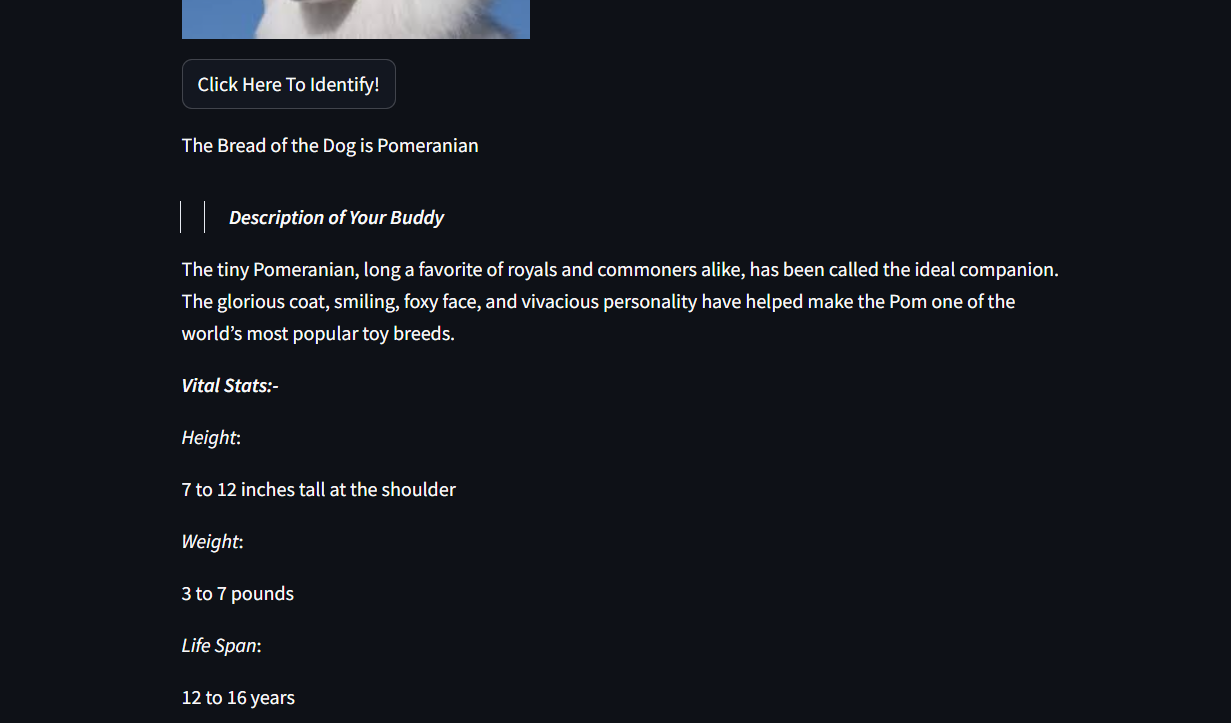 Click Here To Identify!
The Bread of the Dog is Pomeranian
Description of Your Buddy
The tiny Pomeranian, long a favorite of royals and commoners alike, has been called the ideal companion.
The glorious coat, smiling, foxy face, and vivacious personality have helped make the Pom one of the
world’s most popular toy breeds.
Vital Stats:-
Height:
7 to 12 inches tall at the shoulder
Weight:
3 to 7 pounds
Life Span:
12 to 16 years